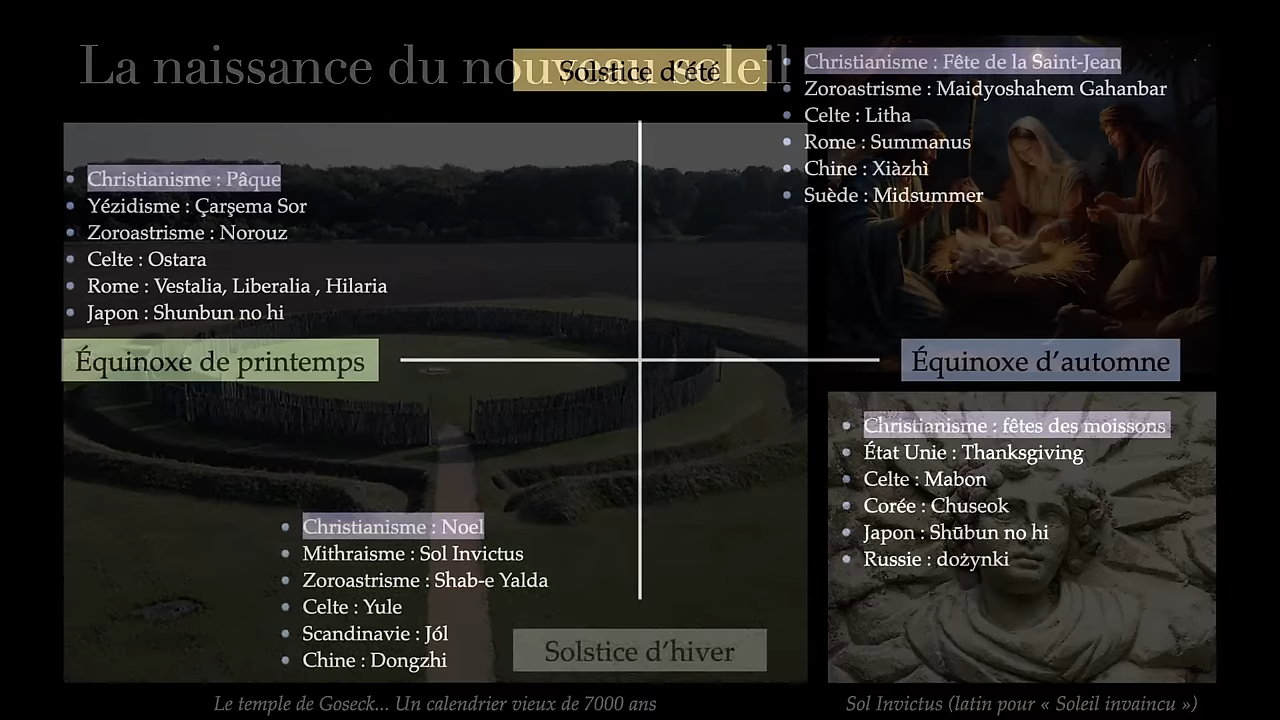 La naissance du nouveau soleil
Solstice d'été
Christianisme : Fête de la Saint-Jean
Zoroastrisme : Maidyoshahem Gahanbar
Celte : Litha
Rome : Summanus
Chine : Xiàzhì
Suède : Midsummer
Christianisme : Pâque
Yézidisme : Çarşema Sor
Zoroastrisme : Norouz
Celte : Ostara
Rome : Vestalia, Liberalia , Hilaria
Japon : Shunbun no hi
Équinoxe de printemps
Équinoxe d'automne
Christianisme : fêtes des moissons
État Unie : Thanksgiving
Celte : Mabon
Corée : Chuseok
Japon : Shūbun no hi
Russie : dożynki
Christianisme : Noel
Mithraisme : Sol Invictus
Zoroastrisme : Shab-e Yalda
Celte : Yule
Scandinavie : Jól
Chine : Dongzhi
Solstice d'hiver
Le temple de Goseck... Un calendrier vieux de 7000 ans
Sol Invictus (latin pour « Soleil invaincu »)